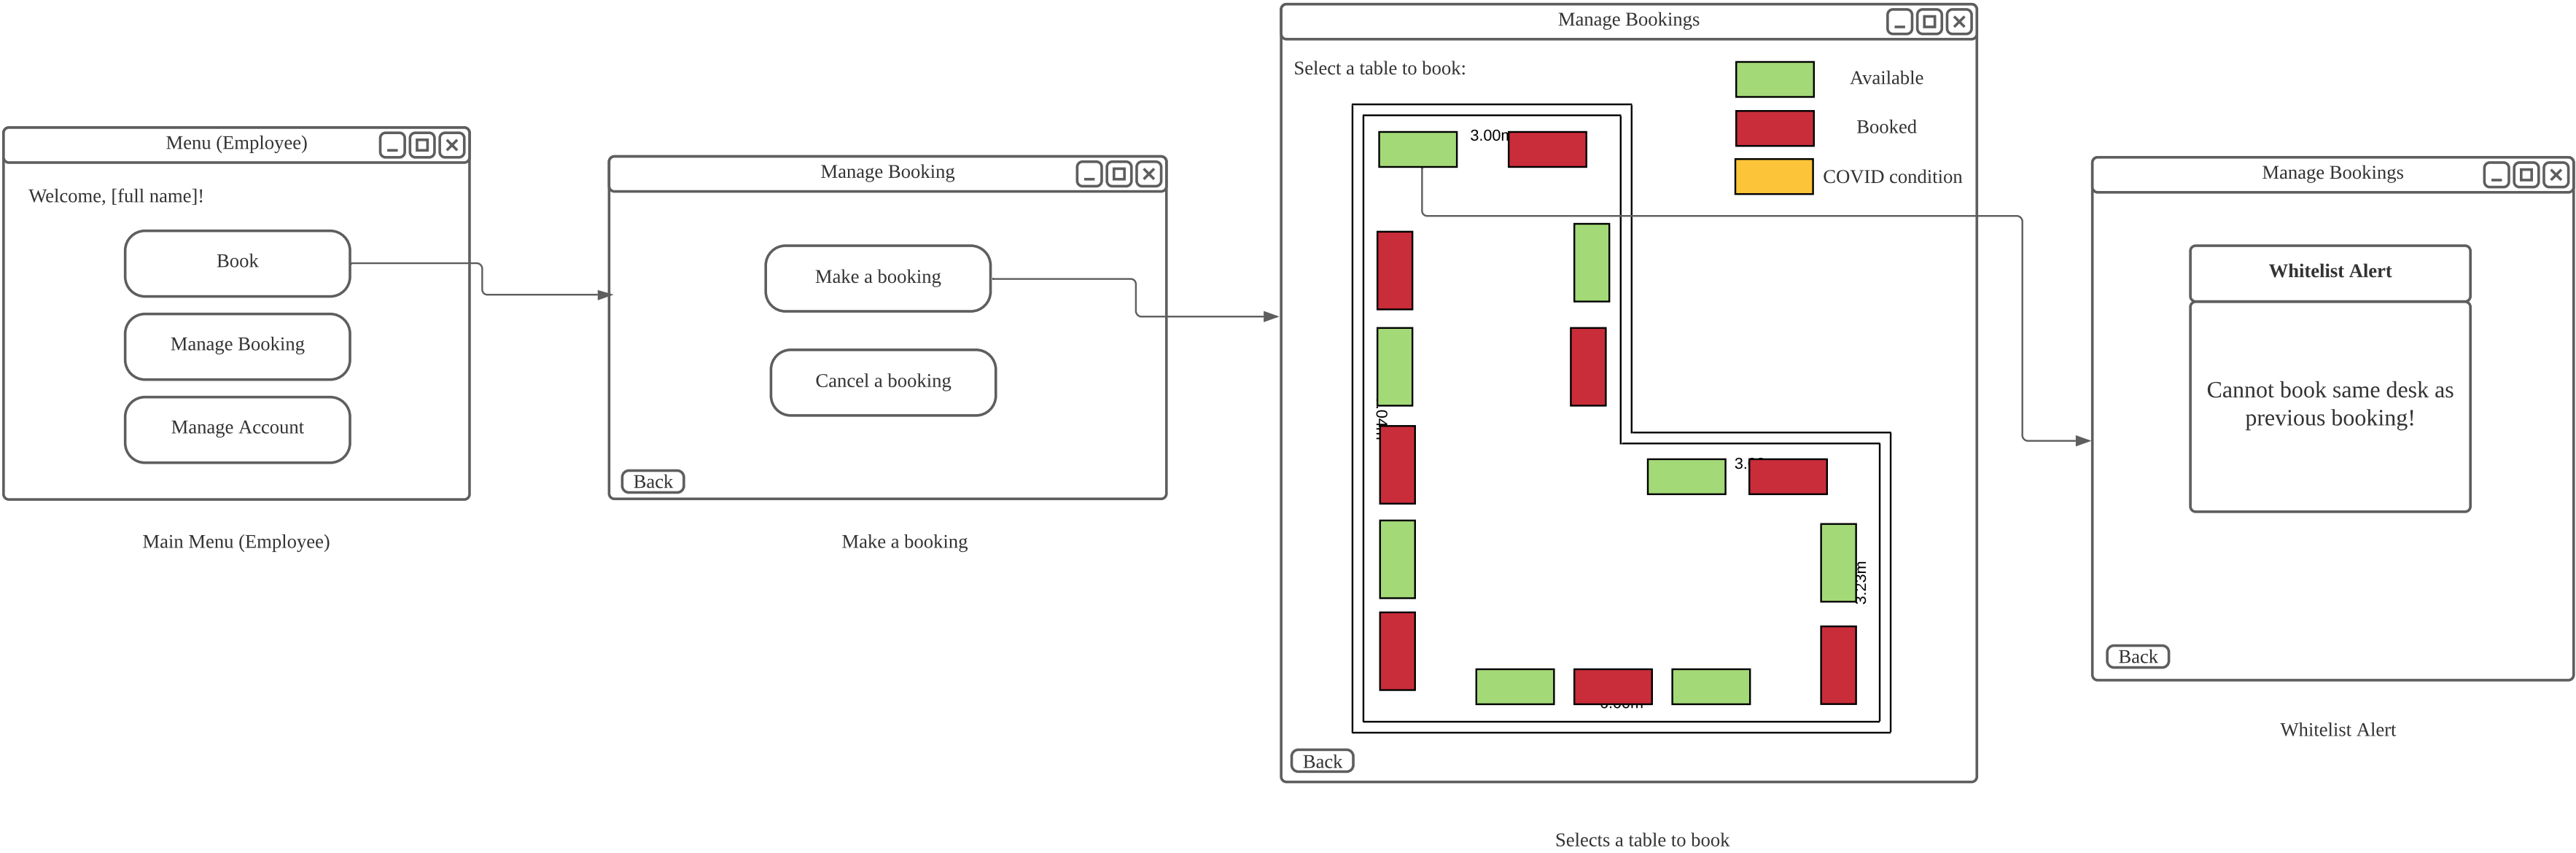 Menu (Employee)
Welcome, [full name]!
Book
Manage Booking
Manage Account
Main Menu (Employee)
Manage Booking
Make a booking
Cancel a booking
Back
Make a booking
Manage Bookings
Select a table to book:
Available
Booked
COVID condition
3.23m
Back
Selects a table to book
Manage Bookings
Whitelist Alert
Cannot book same desk as
previous booking!
Back
Whitelist Alert